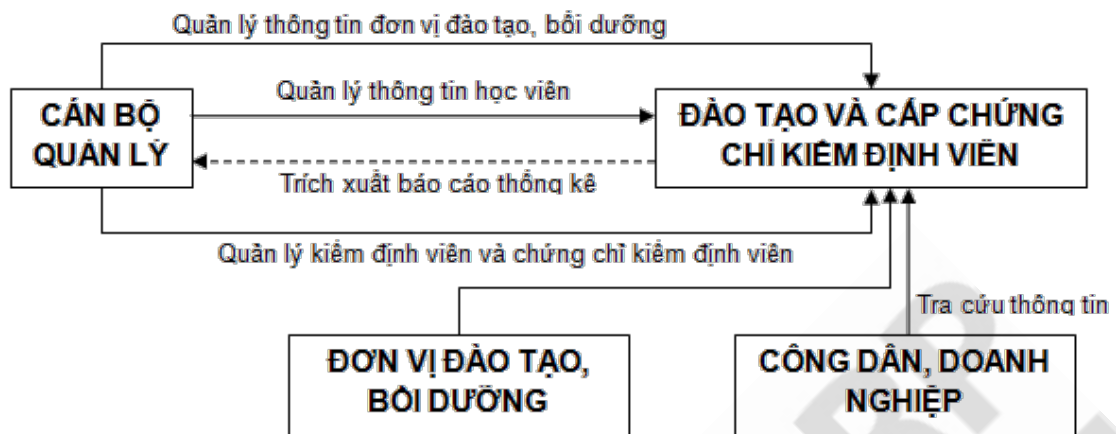 Quản lý thông tin đơn vị đào tạo, bồi dưỡng
CÁN BỘ
QUẢN LÝ
Quản lý thông tin học viên
ĐÀO TẠO VÀ CẤP CHỨNG
CHỈ KIỂM ĐỊNH VIÊN
Trích xuất báo cáo thống kê
Quản lý kiểm định viên và chứng chỉ kiểm định viên
Tra cứu thông tin
ĐƠN VỊ ĐÀO TẠO,
BỒI DƯỠNG
CÔNG DÂN, DOANH
NGHIỆP